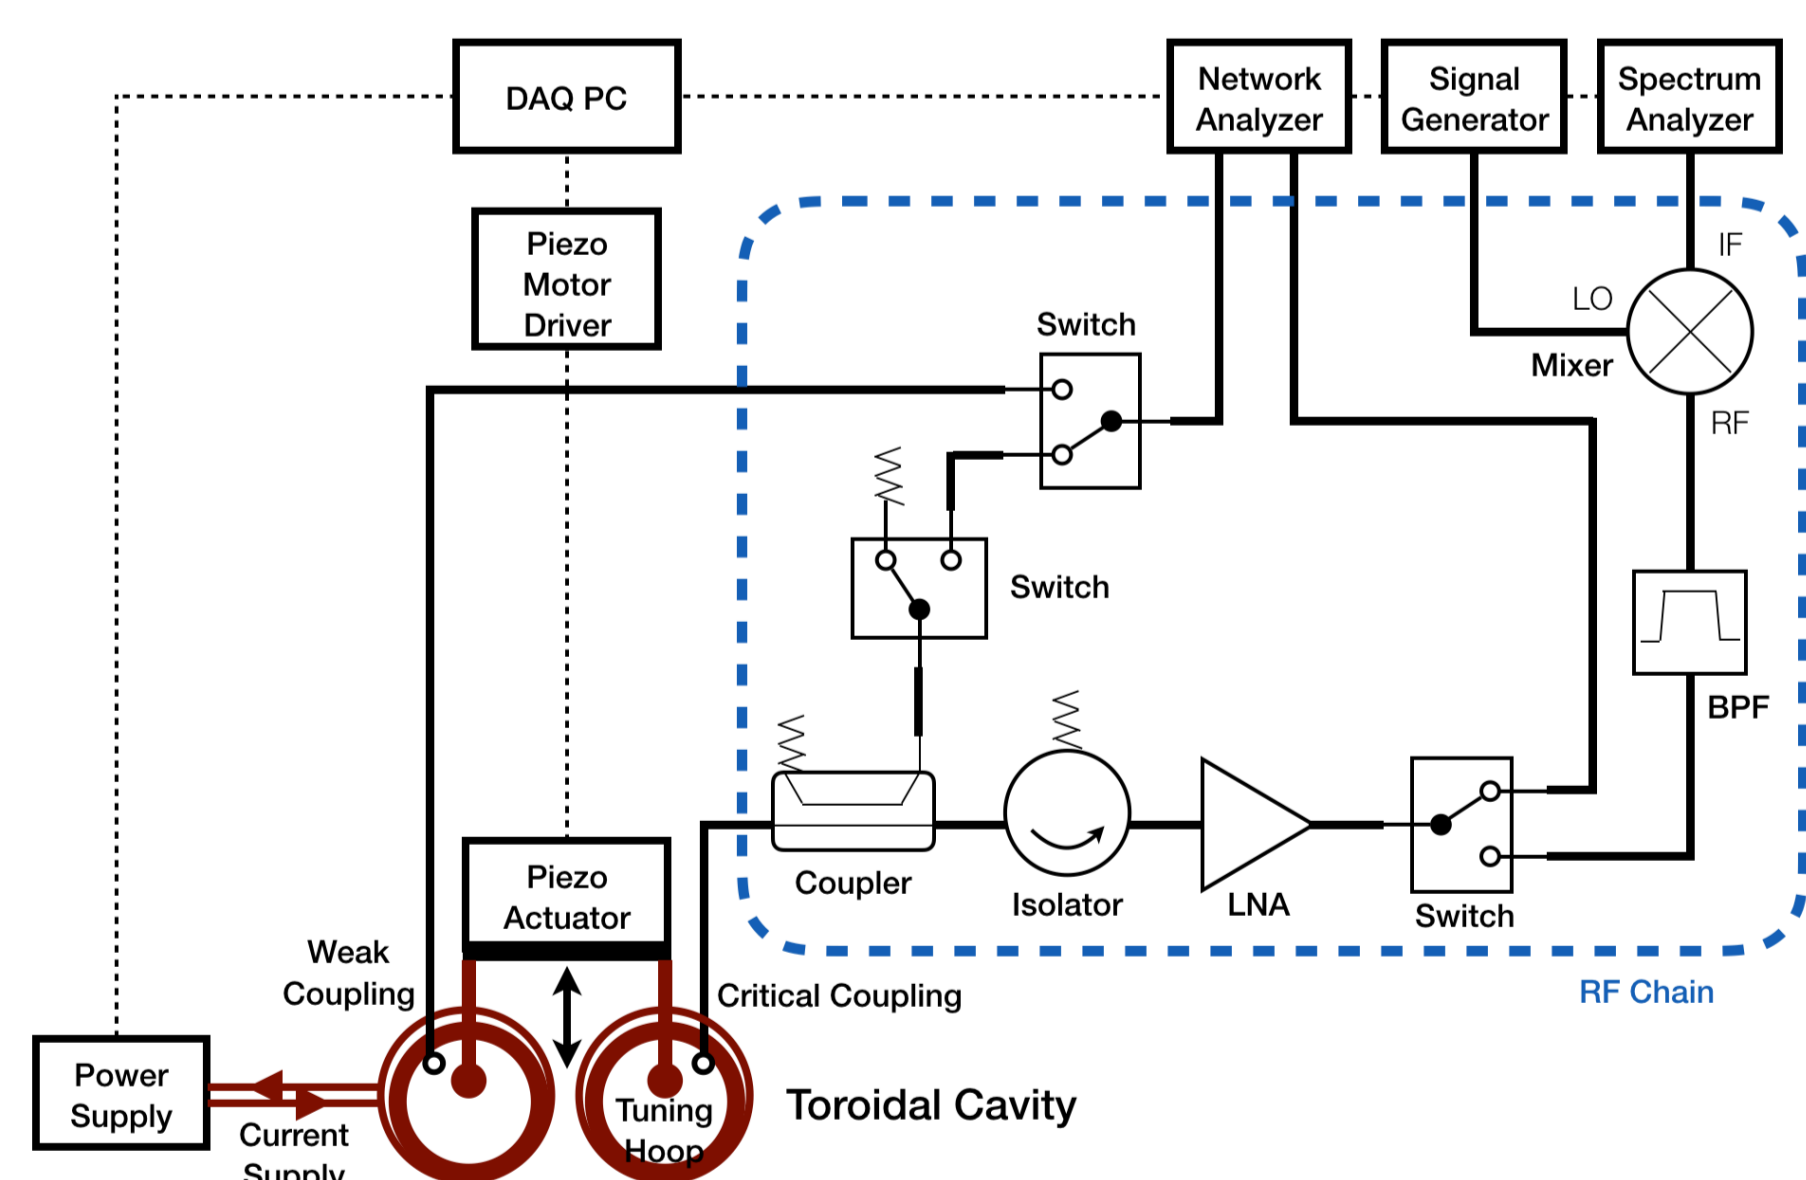 DAQ PC
Network
Analyzer
Signal
Generator
Spectrum
Analyzer
Piezo
Motor
Driver
IF
LO
Mixer
RF
Switch
Switch
BPF
Coupler
Isolator
LNA
Switch
RF Chain
Piezo
Actuator
Weak
Coupling
Critical Coupling
Power
Supply
Current
Supply
Tuning
Hoop
Toroidal Cavity